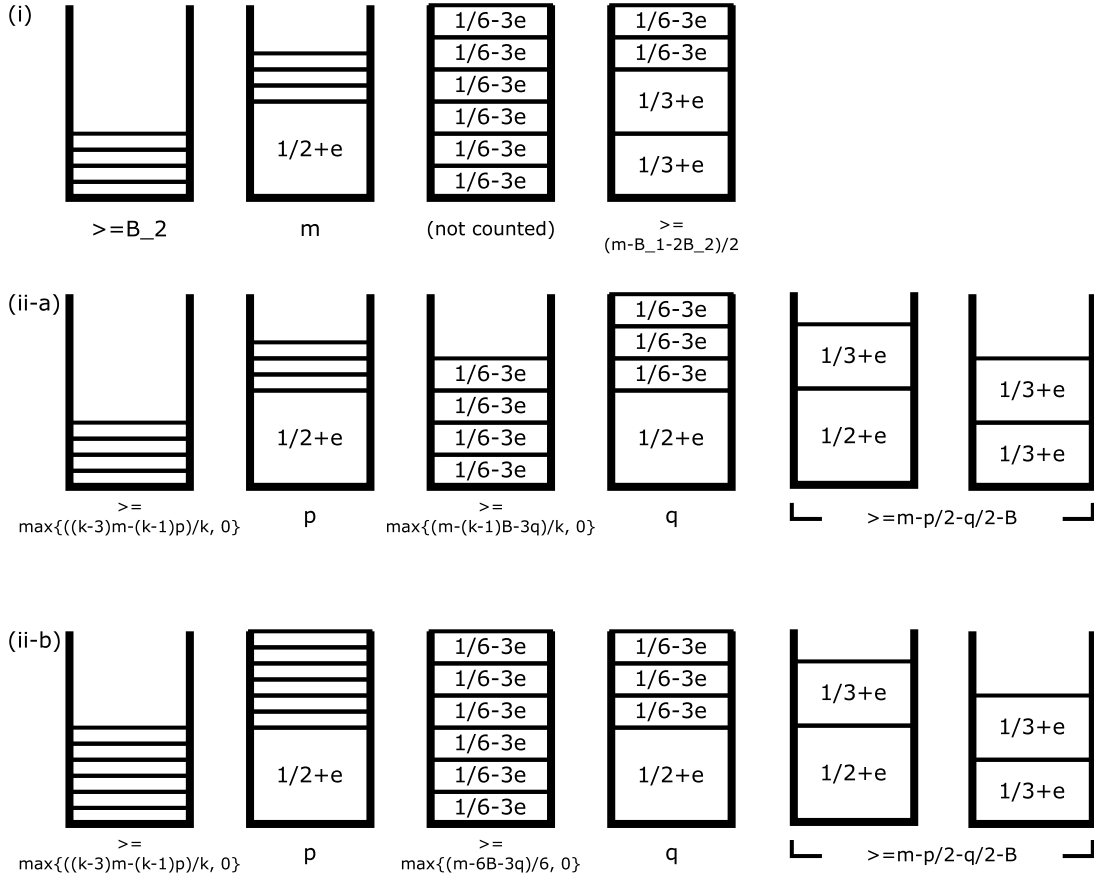 (i)
1/6-3e
1/6-3e
1/6-3e
1/6-3e
1/6-3e
1/6-3e
1/6-3e
1/6-3e
1/3+e
1/3+e
1/2+e
>=B_2
m
(not counted)
>=
(m-B_1-2B_2)/2
(ii-a)
1/2+e
1/6-3e
1/6-3e
1/6-3e
1/6-3e
1/6-3e
1/6-3e
1/6-3e
1/2+e
1/3+e
1/2+e
1/3+e
1/3+e
>=
max{((k-3)m-(k-1)p)/k, 0}
p
>=
max{(m-(k-1)B-3q)/k, 0}
q
>=m-p/2-q/2-B
(ii-b)
1/2+e
1/6-3e
1/6-3e
1/6-3e
1/6-3e
1/6-3e
1/6-3e
1/6-3e
1/6-3e
1/6-3e
1/2+e
1/3+e
1/2+e
1/3+e
1/3+e
>=
max{((k-3)m-(k-1)p)/k, 0}
p
>=
max{(m-6B-3q)/6, 0}
q
>=m-p/2-q/2-B